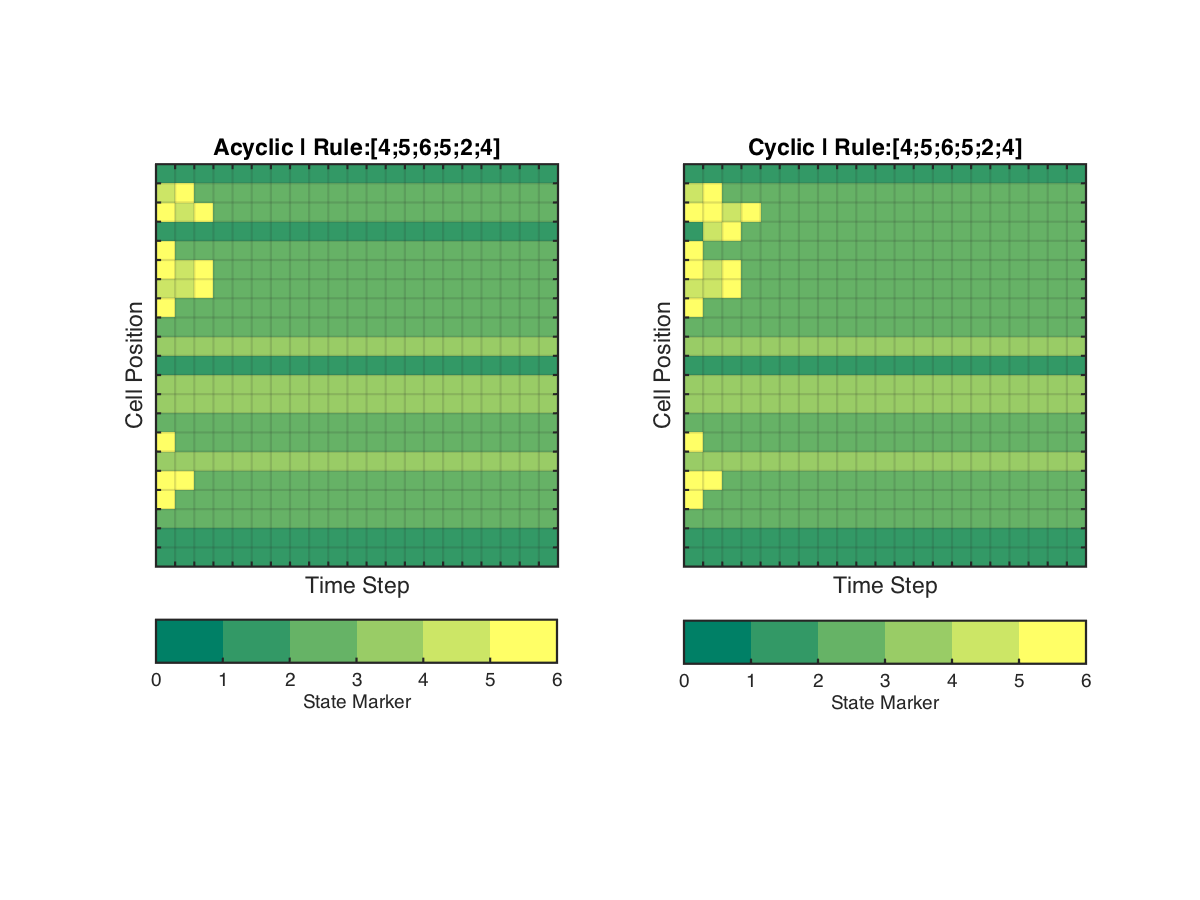 Acyclic | Rule:[4;5;6;5;2;4]
Cell Position
Time Step
0 1 2 3 4 5 6
State Marker
Cyclic | Rule:[4;5;6;5;2;4]
Cell Position
Time Step
0 1 2 3 4 5 6
State Marker